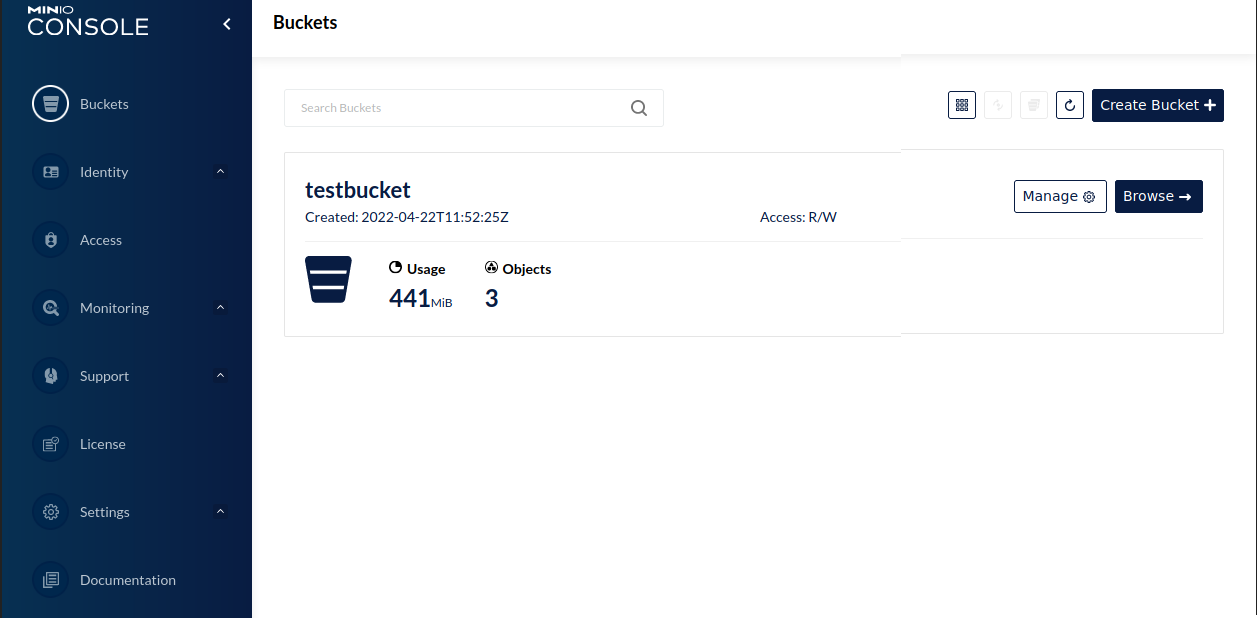 MINIO
CONSOLE
Buckets
Identity
Access
Monitoring
Support
License
Settings
Documentation
Buckets
Search Buckets
Create Bucket
testbucket
Created: 2022-04-22T11:52:25Z
Access: R/W
Manage
Browse
Usage
441MiB
Objects
3